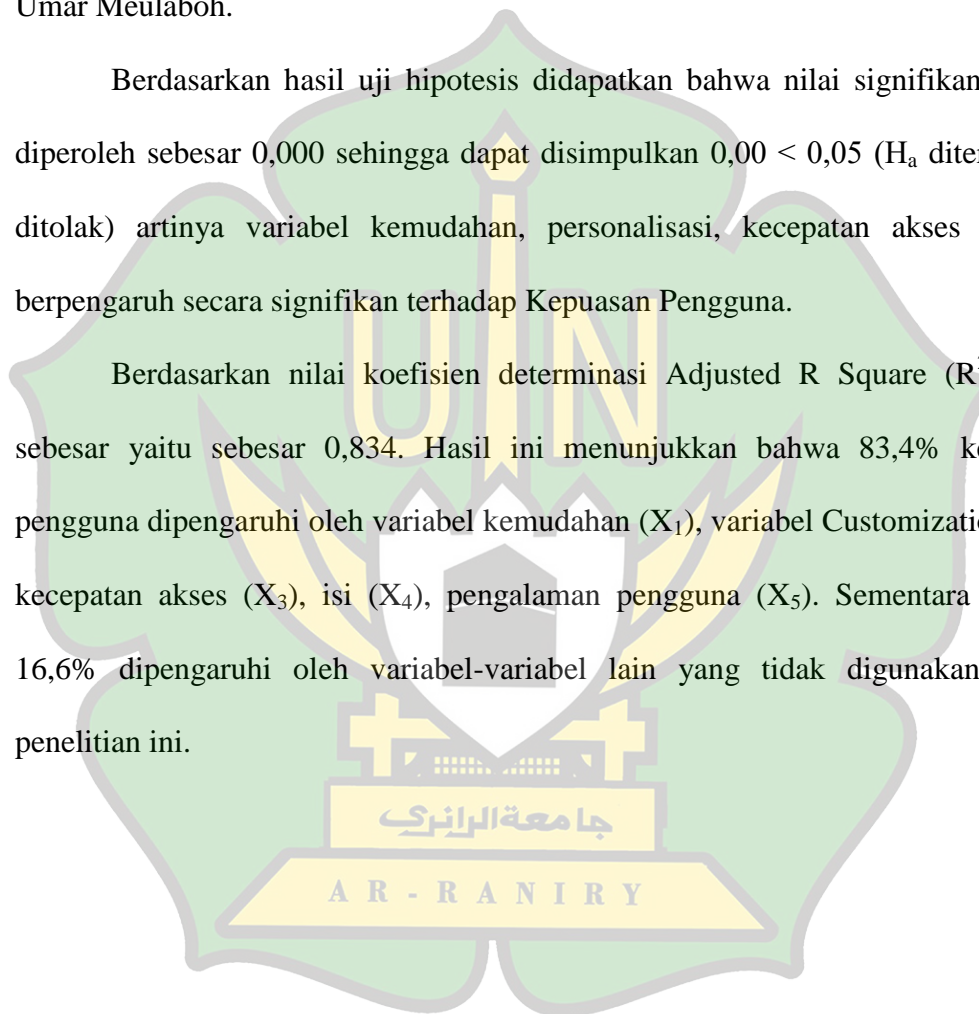 Umar Meulaboh.
Berdasarkan hasil uji hipotesis didapatkan bahwa nilai signifikan
diperoleh sebesar 0,000 sehingga dapat disimpulkan 0,00 < 0,05 (Hₐ
ditolak) artinya variabel kemudahan, personalisasi, kecepatan akses
berpengaruh secara signifikan terhadap Kepuasan Pengguna.
Berdasarkan nilai koefisien determinasi Adjusted R Square (R
sebesar yaitu sebesar 0,834. Hasil ini menunjukkan bahwa 83,4%
pengguna dipengaruhi oleh variabel kemudahan (X₁), variabel
kecepatan akses (X₃), isi (X₄), pengalaman pengguna (X₅). Sementara
16,6% dipengaruhi oleh variabel-variabel lain yang tidak digunakan
penelitian ini.
UIN
جامعةالرانري
AR-RANIRY